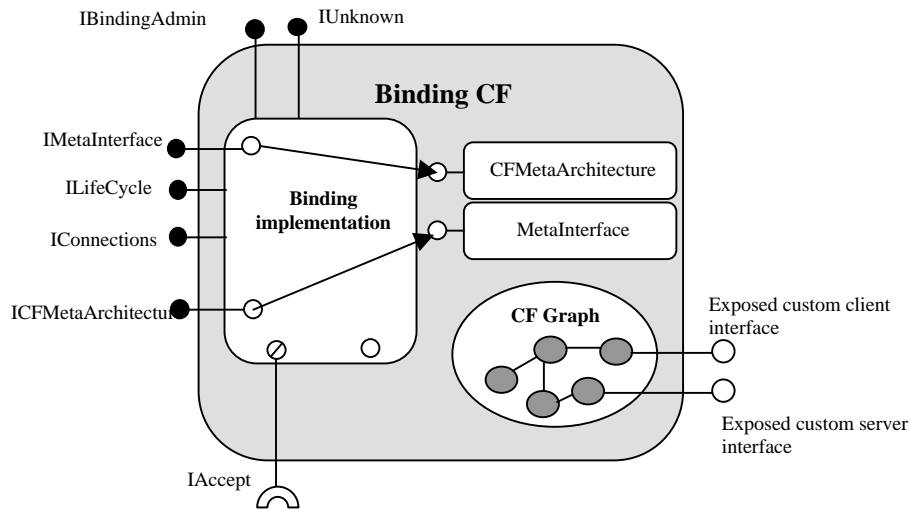 IBindingAdmin
IUnknown
Binding CF
IMetaInterface
CFMetaArchitecture
ILifeCycle
Binding
implementation
IConnections
MetaInterface
ICFMetaArchitecture
CF Graph
Exposed custom client
interface
Exposed custom server
interface
IAccept